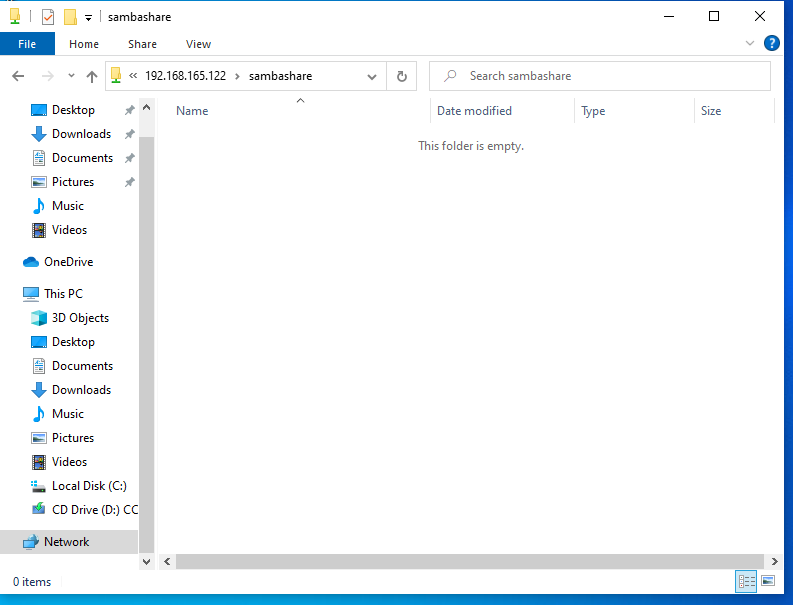 sambashare
File Home Share View
?
« 192.168.165.122 › sambashare
Search sambashare
Name Date modified Type Size
This folder is empty.
Desktop
Downloads
Documents
Pictures
Music
Videos
OneDrive
This PC
3D Objects
Desktop
Documents
Downloads
Music
Pictures
Videos
Local Disk (C:)
CD Drive (D:) CC
Network
0 items